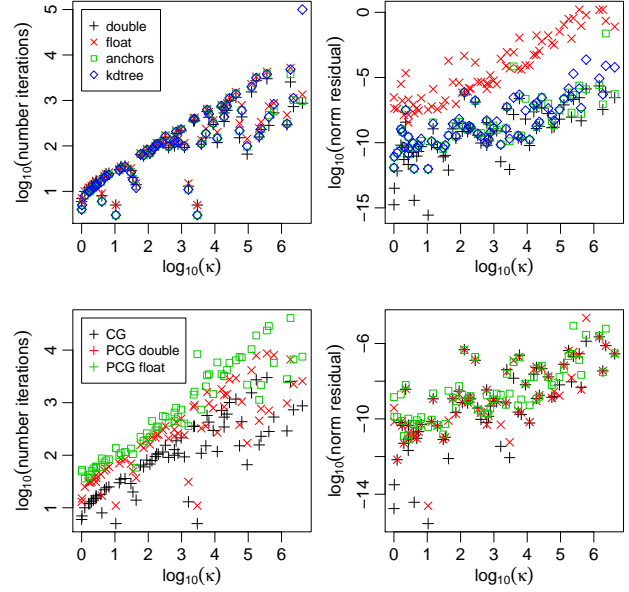 5
4
3
2
1
log10(number iterations)
double
float
anchors
kdtree
0 1 2 3 4 5 6
log10(κ)
0
−5
−10
−15
log10(norm residual)
0 1 2 3 4 5 6
log10(κ)
4
3
2
1
log10(number iterations)
CG
PCG double
PCG float
0 1 2 3 4 5 6
log10(κ)
−6
−10
−14
log10(norm residual)
0 1 2 3 4 5 6
log10(κ)